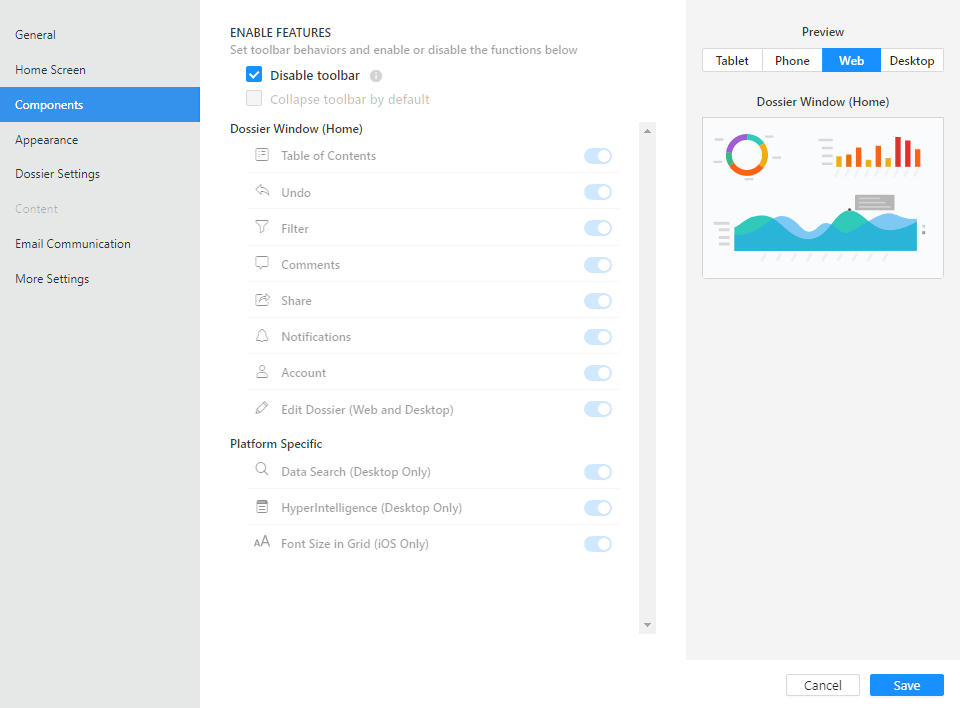 General
Home Screen
Components
Appearance
Dossier Settings
Content
Email Communication
More Settings
ENABLE FEATURES
Set toolbar behaviors and enable or disable the functions below
Disable toolbar
Collapse toolbar by default
Dossier Window (Home)
Table of Contents
Undo
Filter
Comments
Share
Notifications
Account
Edit Dossier (Web and Desktop)
Platform Specific
Data Search (Desktop Only)
HyperIntelligence (Desktop Only)
AA Font Size in Grid (iOS Only)
Preview
Tablet Phone Web Desktop
Dossier Window (Home)
Cancel Save